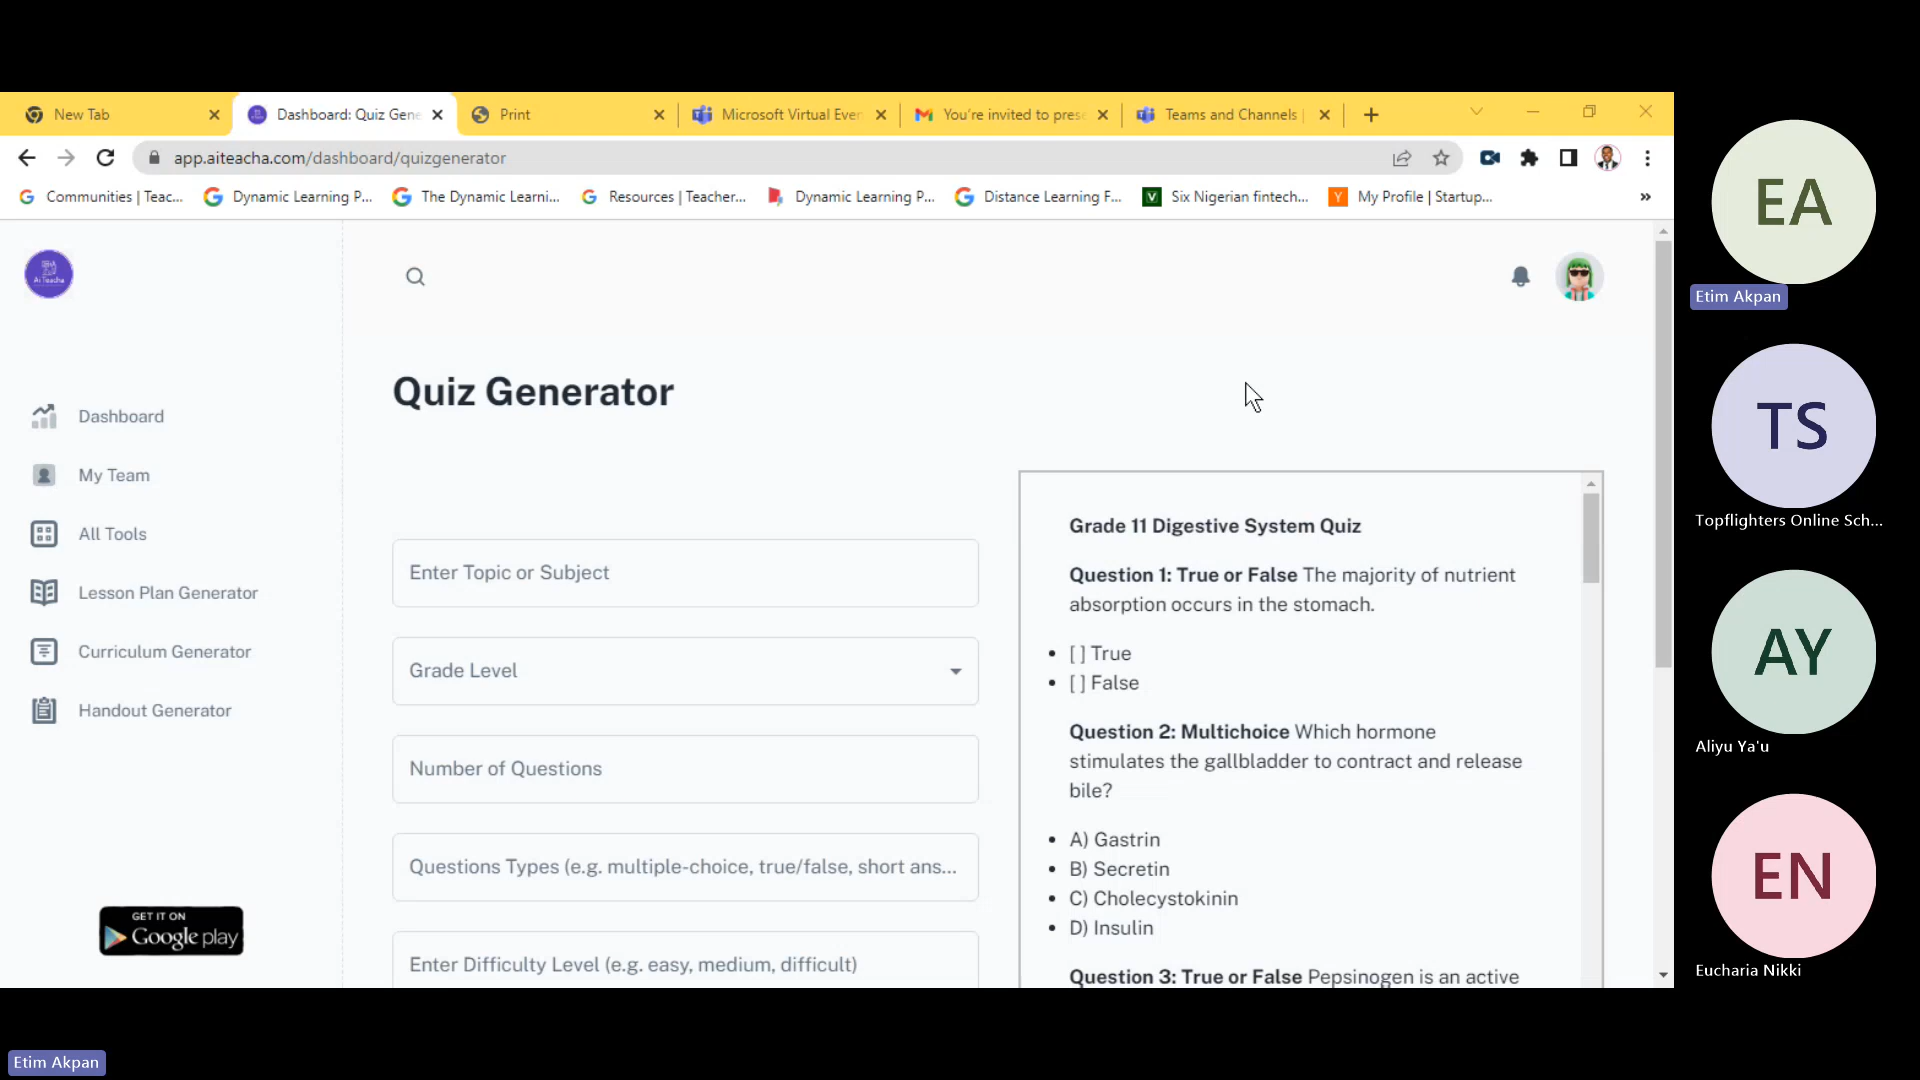 New Tab
Dashboard: Quiz Gene
Print
Microsoft Virtual Even
You're invited to prese
Teams and Channels |
app.aiteacha.com/dashboard/quizgenerator
Communities | Teac...
Dynamic Learning P...
The Dynamic Learni...
Resources | Teacher...
Dynamic Learning P...
Distance Learning F...
Six Nigerian fintech...
My Profile | Startup...
»
Ai Teacha
Dashboard
My Team
All Tools
Lesson Plan Generator
Curriculum Generator
Handout Generator
GET IT ON
Google play
Quiz Generator
Enter Topic or Subject
Grade Level
Number of Questions
Questions Types (e.g. multiple-choice, true/false, short ans...
Enter Difficulty Level (e.g. easy, medium, difficult)
Grade 11 Digestive System Quiz
Question 1: True or False The majority of nutrient
absorption occurs in the stomach.
• [ ] True
• [ ] False
Question 2: Multichoice Which hormone
stimulates the gallbladder to contract and release
bile?
• A) Gastrin
• B) Secretin
• C) Cholecystokinin
• D) Insulin
Question 3: True or False Pepsinogen is an active
EA
Etim Akpan
TS
Topflighters Online Sch...
AY
Aliyu Ya'u
EN
Eucharia Nikki
Etim Akpan